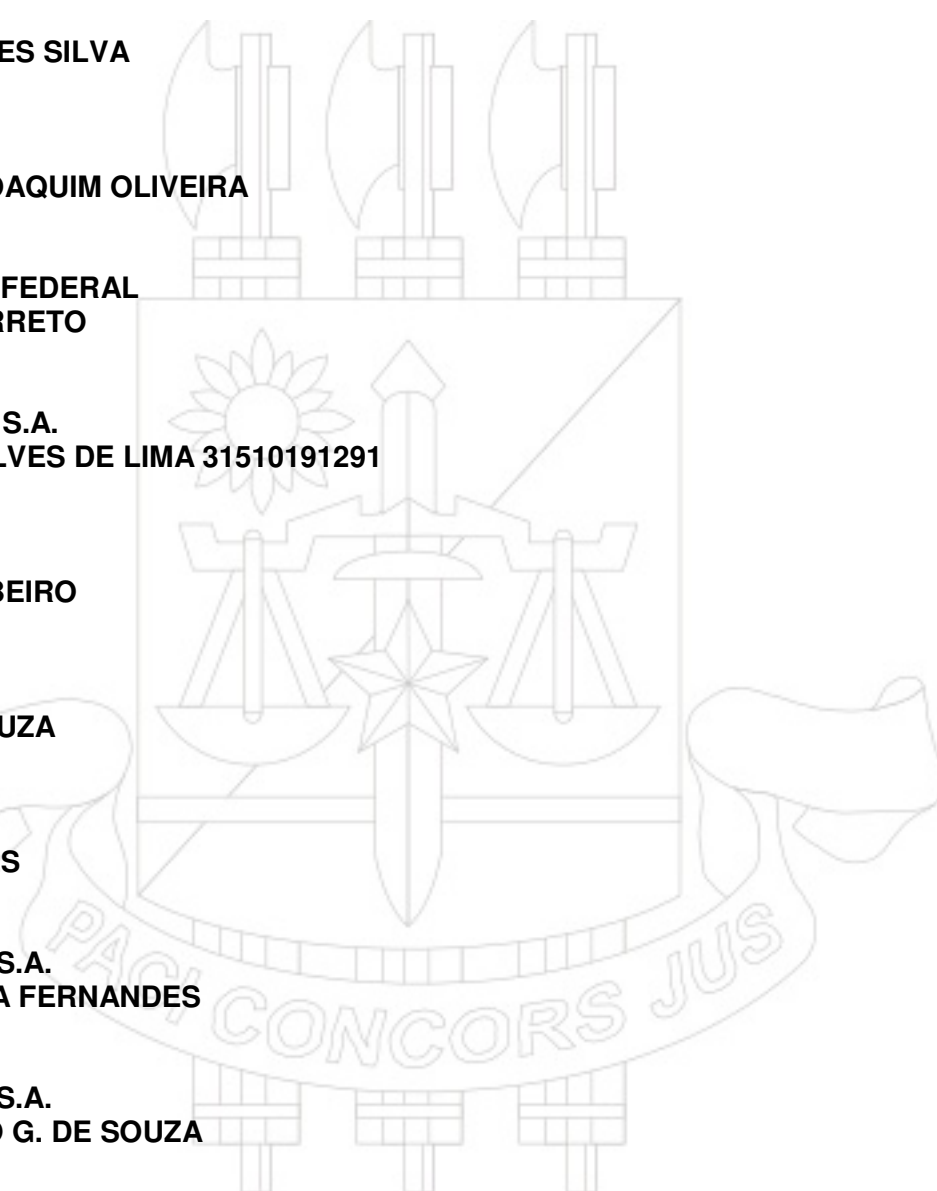 ES SILVA
OAQUIM OLIVEIRA
FEDERAL
RRETO
S.A.
LVES DE LIMA 31510191291
BEIRO
UZA
S
S.A.
A FERNANDES
S.A.
O G. DE SOUZA
PACI CONCORS JUS